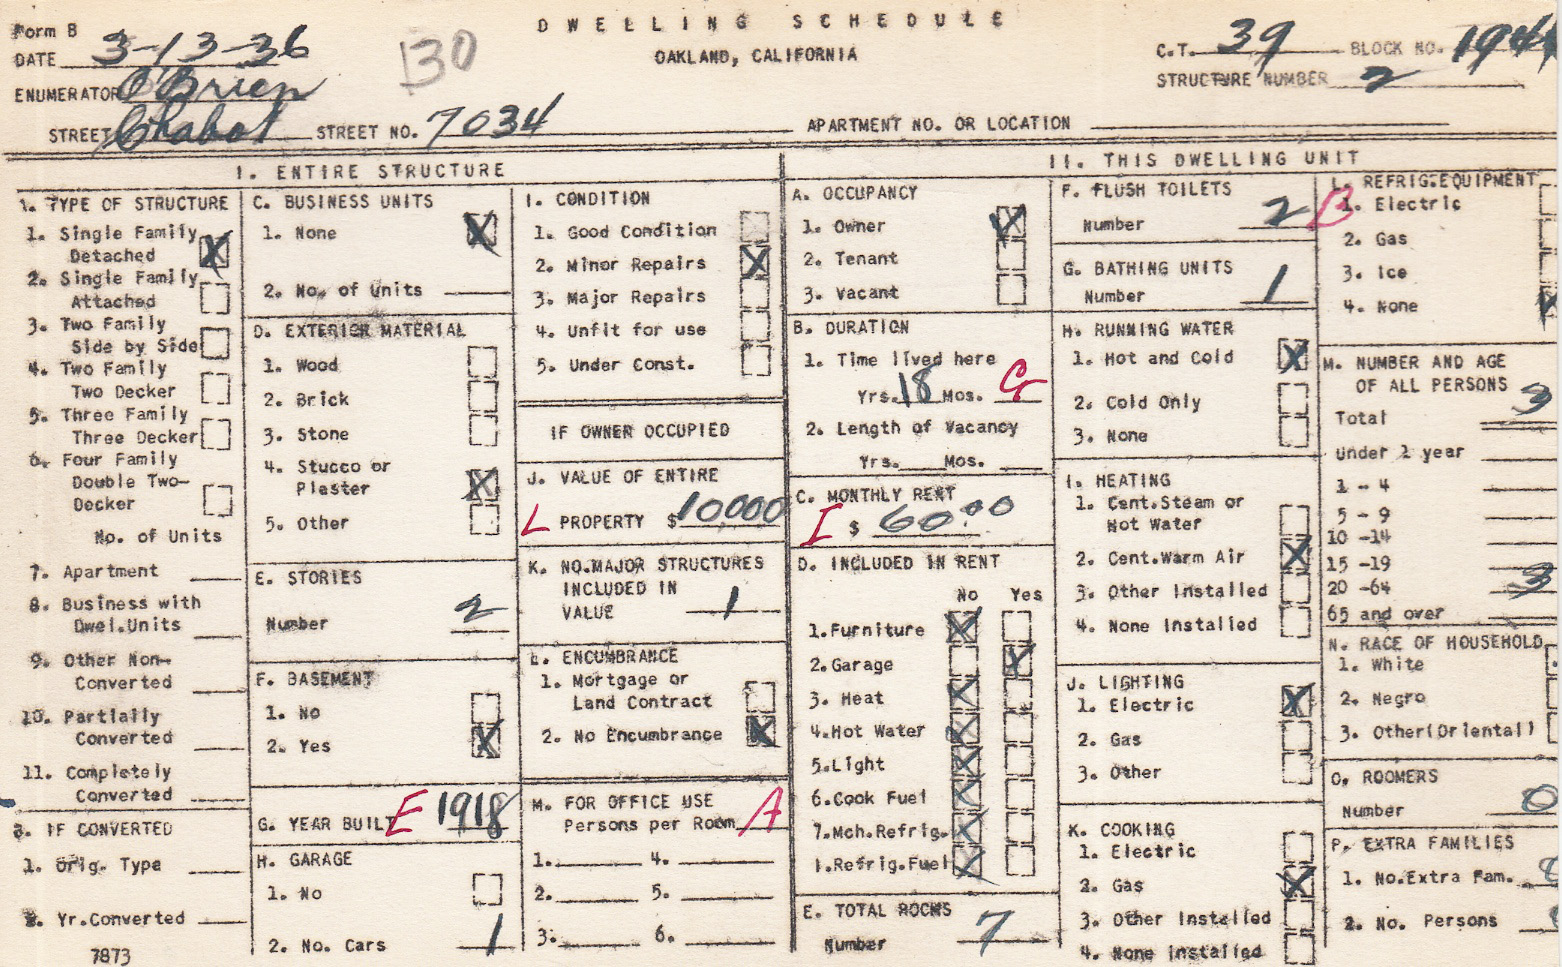 Form B
DWELLING SCHEDULE
OAKLAND, CALIFORNIA
DATE 3-13-36
130
C.T. 39 BLOCK NO.
ENUMERATOR O'Brien
STRUCTURE NUMBER 2
STREET Chabot STREET NO. 7034 APARTMENT NO. OR LOCATION
I. ENTIRE STRUCTURE
1. TYPE OF STRUCTURE
1. Single Family Detached X
2. Single Family Attached
3. Two Family Side by Side
4. Two Family Two Decker
5. Three Family Three Decker
6. Four Family Double Two-Decker
No. of Units
7. Apartment
8. Business with Dwel.Units
9. Other Non-Converted
10. Partially Converted
11. Completely Converted
B. IF CONVERTED
1. Orig. Type
2. Yr.Converted
7873
C. BUSINESS UNITS
1. None X
2. No. of Units
D. EXTERIOR MATERIAL
1. Wood
2. Brick
3. Stone
4. Stucco or Plaster X
5. Other
E. STORIES
Number 2
F. BASEMENT
1. No
2. Yes X
G. YEAR BUILT E 1918
H. GARAGE
1. No
2. No. Cars 1
I. CONDITION
1. Good Condition
2. Minor Repairs X
3. Major Repairs
4. Unfit for use
5. Under Const.
IF OWNER OCCUPIED
J. VALUE OF ENTIRE
L PROPERTY $10,000
K. NO.MAJOR STRUCTURES
INCLUDED IN
VALUE 1
L. ENCUMBRANCE
1. Mortgage or Land Contract
2. No Encumbrance X
M. FOR OFFICE USE
Persons per Room A
1. 4.
2. 5.
3. 6.
II. THIS DWELLING UNIT
A. OCCUPANCY
1. Owner X
2. Tenant
3. Vacant
B. DURATION
1. Time lived here
Yrs. 18 Mos. G
2. Length of Vacancy
Yrs. Mos.
C. MONTHLY RENT
I $ 60.00
D. INCLUDED IN RENT
No Yes
1.Furniture X
2.Garage X
3. Heat X
4.Hot Water X
5.Light X
6.Cook Fuel X
7.Mch.Refrig. X
1.Refrig.Fuel X
E. TOTAL ROOMS
Number 7
F. FLUSH TOILETS
Number 2
G. BATHING UNITS
Number 1
H. RUNNING WATER
1. Hot and Cold X
2. Cold Only
3. None
I. HEATING
1. Cent.Steam or Hot Water
2. Cent.Warm Air X
3. Other Installed
4. None Installed
J. LIGHTING
1. Electric X
2. Gas
3. Other
K. COOKING
1. Electric
2. Gas X
3. Other Installed
4. None Installed
L. REFRIG.EQUIPMENT
B 1. Electric
2. Gas
3. Ice
4. None
M. NUMBER AND AGE
OF ALL PERSONS
Total 3
Under 1 year
1 - 4
5 - 9
10 -14
15 -19
20 -64 3
65 and over
N. RACE OF HOUSEHOLD
1. White
2. Negro
3. Other(Oriental)
O. ROOMERS
Number 0
P. EXTRA FAMILIES
1. No.Extra Fam.
2. No. Persons